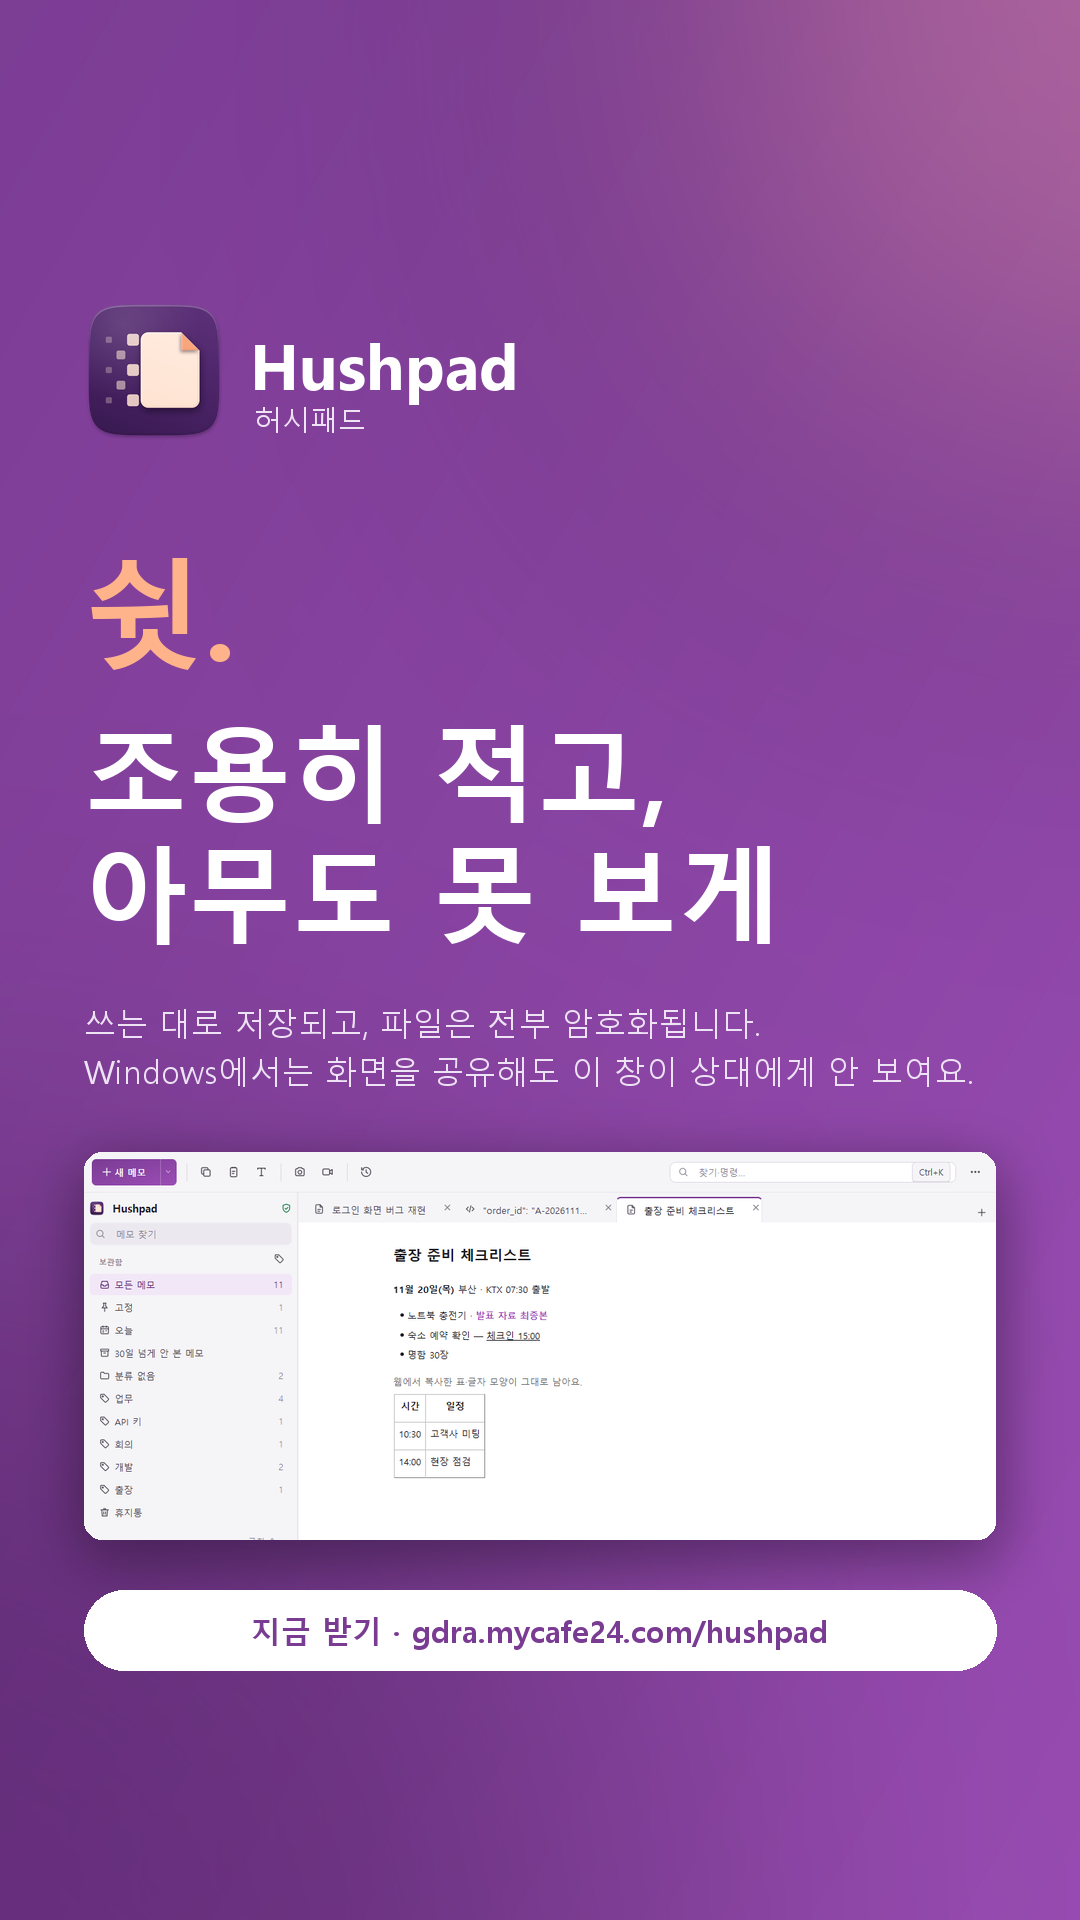 Hushpad
허시패드
쉿.
조용히 적고,
아무도 못 보게
쓰는 대로 저장되고, 파일은 전부 암호화됩니다.
Windows에서는 화면을 공유해도 이 창이 상대에게 안 보여요.
새 메모
찾기·명령...
Ctrl+K
Hushpad
메모 찾기
보관함
모든 메모 11
고정 1
오늘 11
30일 넘게 안 본 메모
분류 없음 2
업무 4
API 키 1
회의 1
개발 2
출장 1
휴지통
로그인 화면 버그 재현
"order_id": "A-2026111...
출장 준비 체크리스트
출장 준비 체크리스트
11월 20일(목) 부산 · KTX 07:30 출발
• 노트북 충전기 · 발표 자료 최종본
• 숙소 예약 확인 — 체크인 15:00
• 명함 30장
웹에서 복사한 표·글자 모양이 그대로 남아요.
시간 일정
10:30 고객사 미팅
14:00 현장 점검
지금 받기 · gdra.mycafe24.com/hushpad